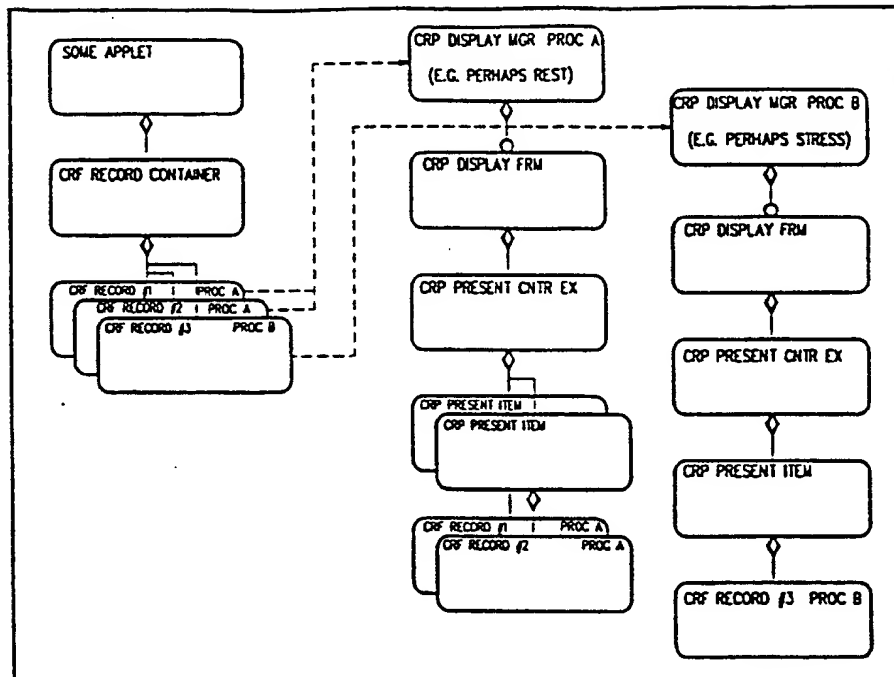 SOME APPLET
CRF RECORD CONTAINER
CRF RECORD #1 PROC A
CRF RECORD #2 PROC A
CRF RECORD #3 PROC B
CRP DISPLAY MGR PROC A
(E.G. PERHAPS REST)
CRP DISPLAY FRM
CRP PRESENT CNTR EX
CRP PRESENT ITEM
CRP PRESENT ITEM
CRF RECORD #1 PROC A
CRF RECORD #2 PROC A
CRP DISPLAY MGR PROC B
(E.G. PERHAPS STRESS)
CRP DISPLAY FRM
CRP PRESENT CNTR EX
CRP PRESENT ITEM
CRF RECORD #3 PROC B